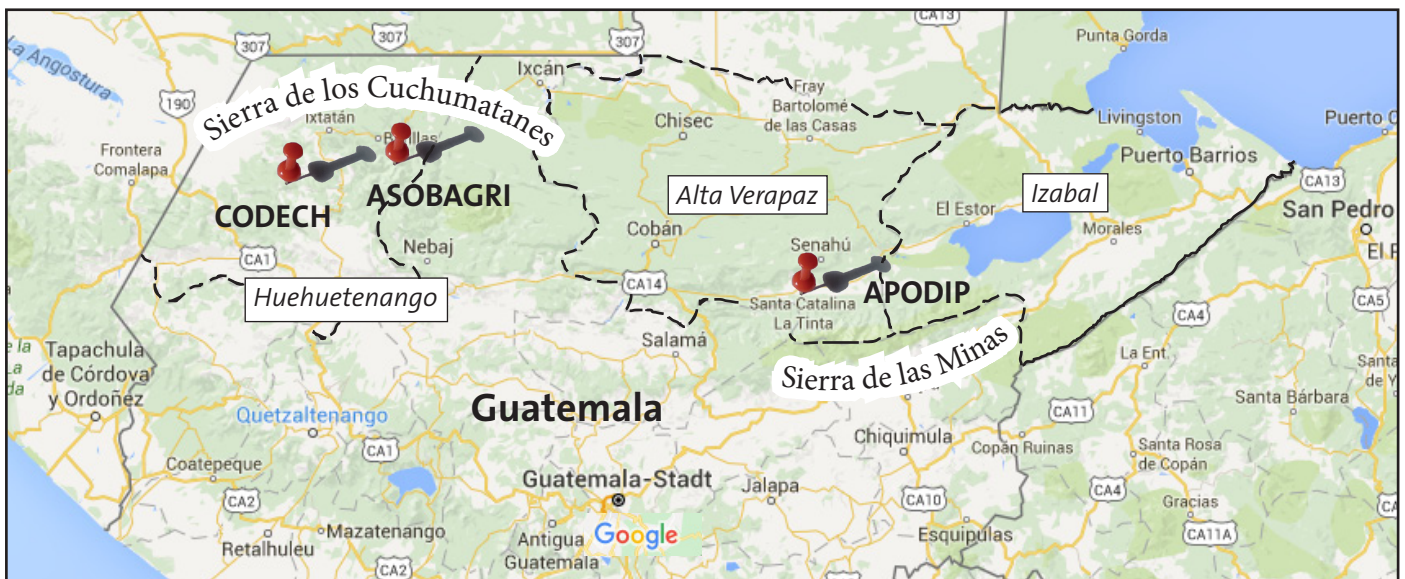 307
307
307
CA13
La Angostura
190
Ixcán
Punta Gorda
Sierra de los Cuchumatanes
Ixtatán
Fray
Bartolomé
de las Casas
Chisec
Livingston
Puerto
Frontera
Comalapa
Puerto Barrios
CODECH
ASOBAGRI
Alta Verapaz
Izabal
CA13
San Pedro
El Estor
Cobán
Senahú
Morales
Nebaj
CA1
Huehuetenango
CA14
APODIP
Santa Catalina
La Tinta
CA5
CA4
Salamá
Sierra de las Minas
La Ent.
Tapachula
de Córdova
y Ordoñez
Quetzaltenango
Guatemala
CA11
Santa Bárbara
CA1
Chiquimula
Copán Ruinas
Santa Rosa
de Copán
Coatepeque
Guatemala-Stadt
Jalapa
CA2
CA10
CA4
Gracias
Mazatenango
Retalhuleu
Antigua
Guatemala
Google
Esquipulas
CA11A
CA2